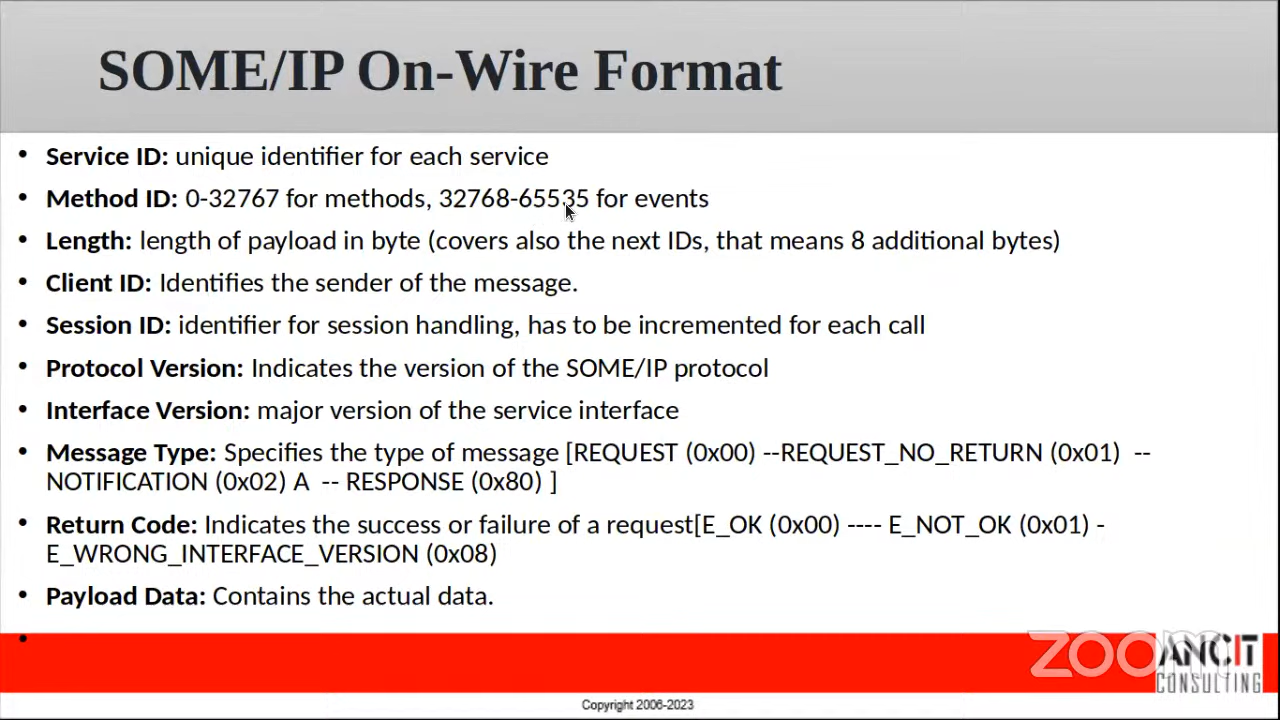 SOME/IP On-Wire Format
• Service ID: unique identifier for each service
• Method ID: 0-32767 for methods, 32768-65535 for events
• Length: length of payload in byte (covers also the next IDs, that means 8 additional bytes)
• Client ID: Identifies the sender of the message.
• Session ID: identifier for session handling, has to be incremented for each call
• Protocol Version: Indicates the version of the SOME/IP protocol
• Interface Version: major version of the service interface
• Message Type: Specifies the type of message [REQUEST (0x00) --REQUEST_NO_RETURN (0x01) --
NOTIFICATION (0x02) A -- RESPONSE (0x80) ]
• Return Code: Indicates the success or failure of a request[E_OK (0x00) ---- E_NOT_OK (0x01) -
E_WRONG_INTERFACE_VERSION (0x08)
• Payload Data: Contains the actual data.
•
zoom
ANCIT
CONSULTING
Copyright 2006-2023